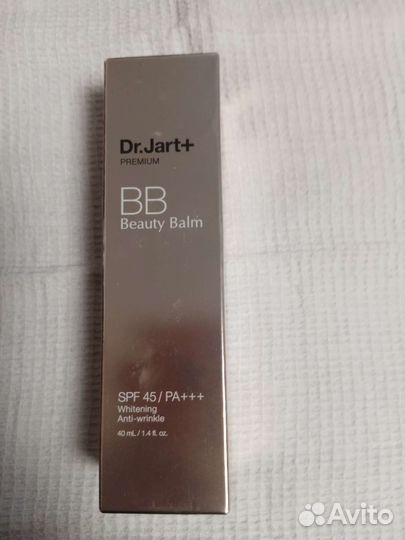 Dr.Jart+
PREMIUM
BB
Beauty Balm
SPF 45 / PA+++
Whitening
Anti-wrinkle
40 mL / 1.4 fl. oz.
Avito